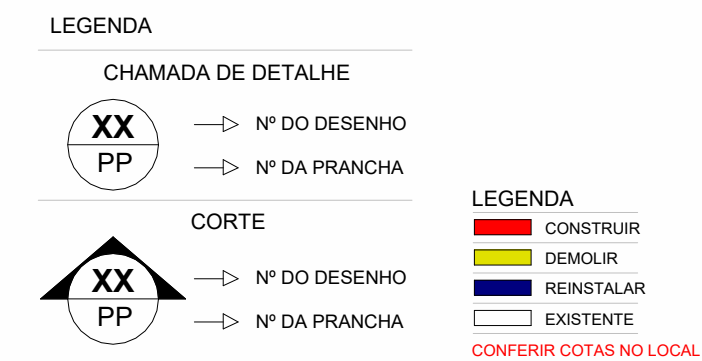 LEGENDA
CHAMADA DE DETALHE
XX
Nº DO DESENHO
PP
Nº DA PRANCHA
CORTE
XX
Nº DO DESENHO
PP
Nº DA PRANCHA
LEGENDA
CONSTRUIR
DEMOLIR
REINSTALAR
EXISTENTE
CONFERIR COTAS NO LOCAL